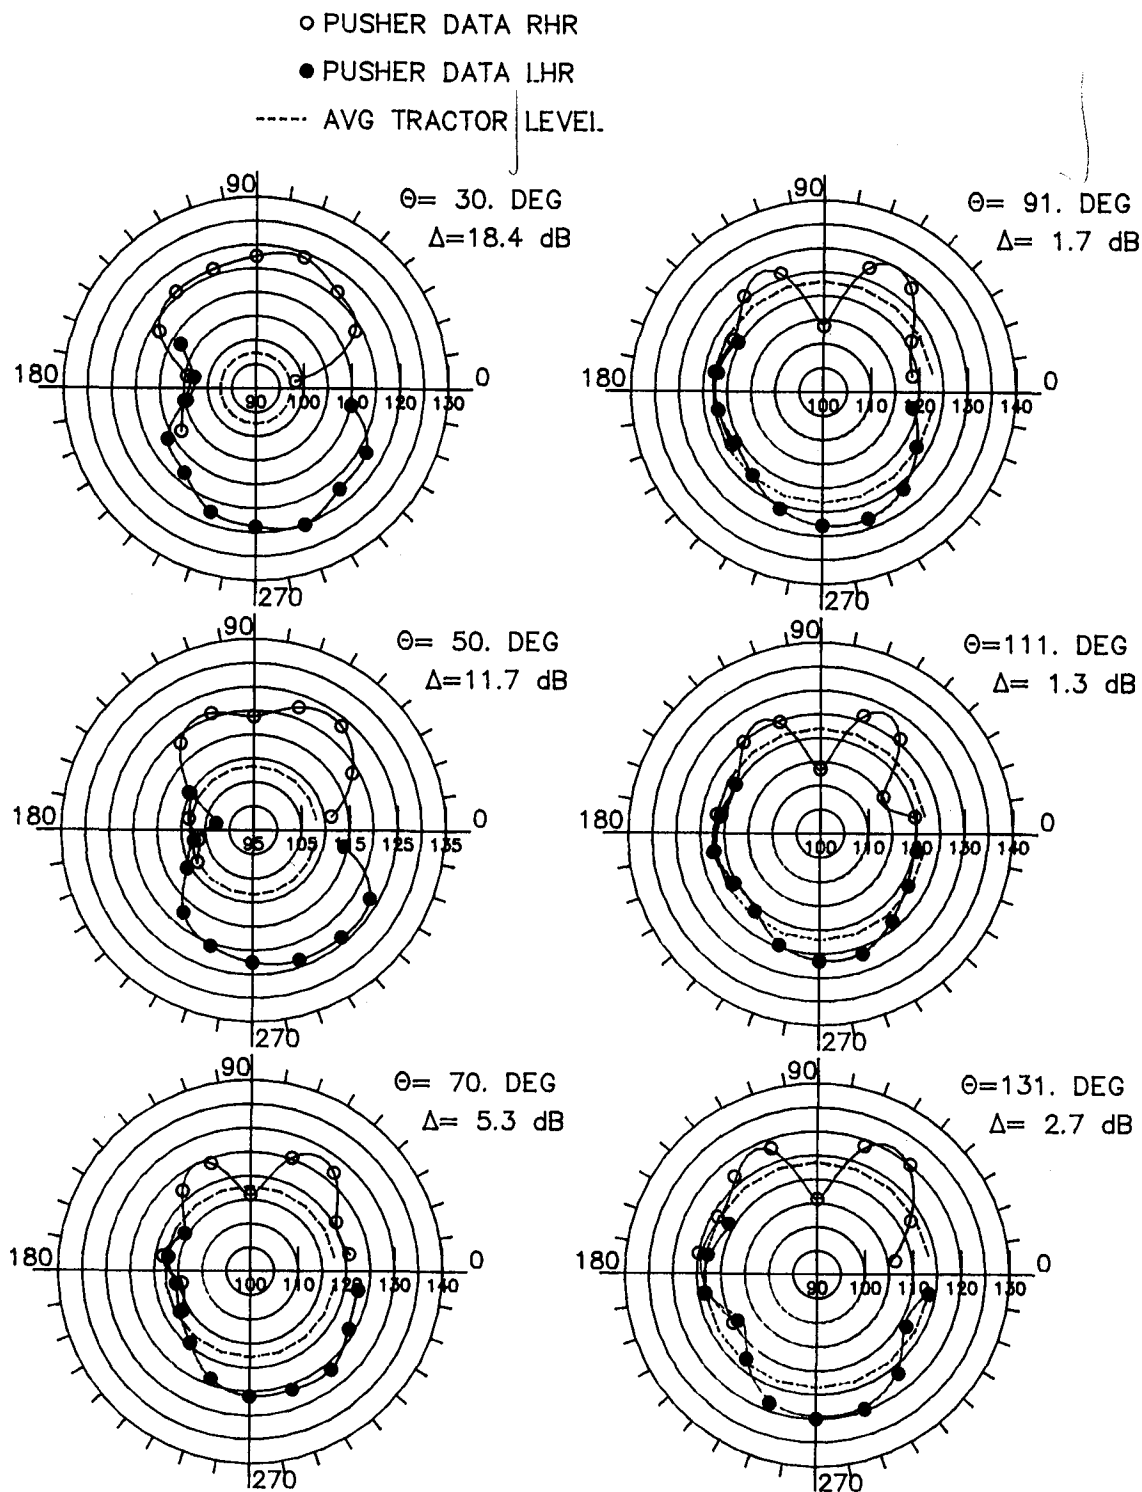 ○ PUSHER DATA RHR
● PUSHER DATA LHR
----- AVG TRACTOR LEVEL
90
Θ= 30. DEG
Δ=18.4 dB
180
0
90 100 110 120 130
270
90
Θ= 91. DEG
Δ= 1.7 dB
180
0
100 110 120 130 140
270
90
Θ= 50. DEG
Δ=11.7 dB
180
0
95 105 115 125 135
270
90
Θ=111. DEG
Δ= 1.3 dB
180
0
100 110 120 130 140
270
90
Θ= 70. DEG
Δ= 5.3 dB
180
0
100 110 120 130 140
270
90
Θ=131. DEG
Δ= 2.7 dB
180
0
90 100 110 120 130
270